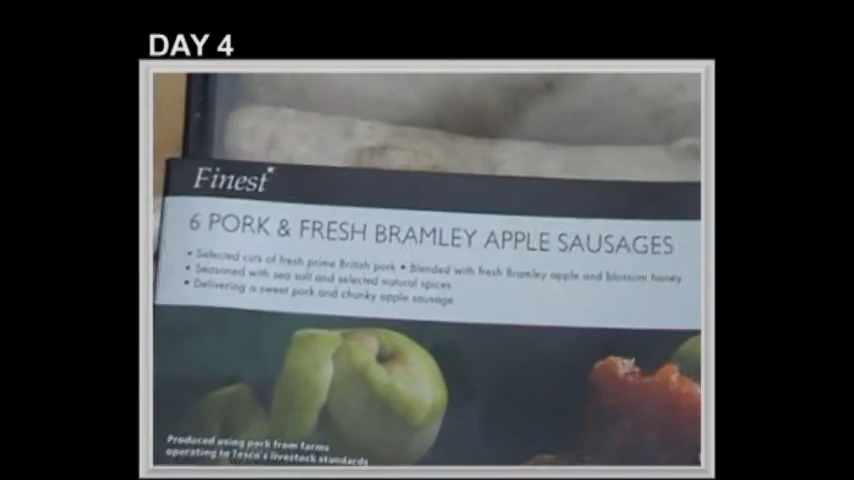 DAY 4
Finest*
6 PORK & FRESH BRAMLEY APPLE SAUSAGES
• Selected cuts of fresh prime British pork • Blended with fresh Bramley apple and blossom honey
• Seasoned with sea salt and selected natural spices
• Delivering a sweet pork and chunky apple sausage
Produced using pork from farms
operating to Tesco's livestock standards